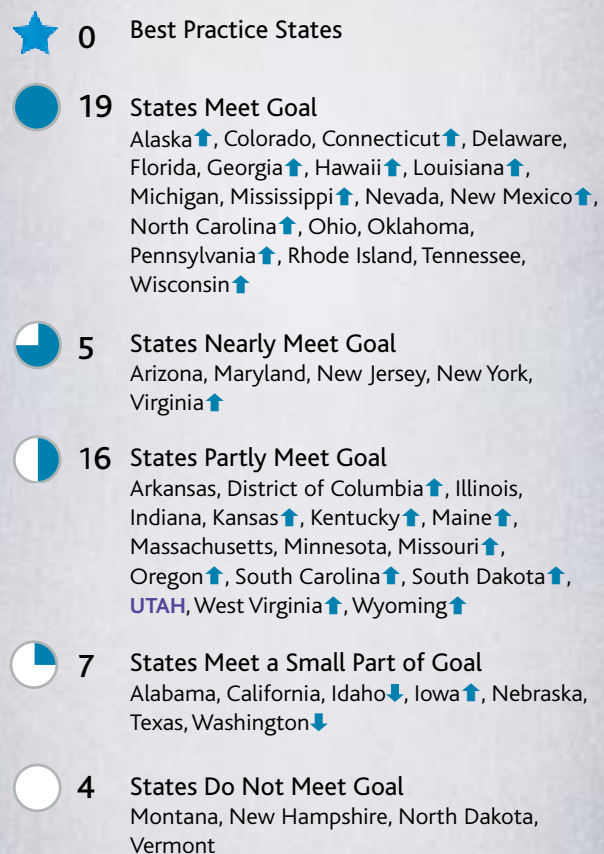 0 Best Practice States
19 States Meet Goal
Alaska⬆, Colorado, Connecticut⬆, Delaware,
Florida, Georgia⬆, Hawaii⬆, Louisiana⬆,
Michigan, Mississippi⬆, Nevada, New Mexico⬆,
North Carolina⬆, Ohio, Oklahoma,
Pennsylvania⬆, Rhode Island, Tennessee,
Wisconsin⬆
5 States Nearly Meet Goal
Arizona, Maryland, New Jersey, New York,
Virginia⬆
16 States Partly Meet Goal
Arkansas, District of Columbia⬆, Illinois,
Indiana, Kansas⬆, Kentucky⬆, Maine⬆,
Massachusetts, Minnesota, Missouri⬆,
Oregon⬆, South Carolina⬆, South Dakota⬆,
UTAH, West Virginia⬆, Wyoming⬆
7 States Meet a Small Part of Goal
Alabama, California, Idaho⬇, Iowa⬆, Nebraska,
Texas, Washington⬇
4 States Do Not Meet Goal
Montana, New Hampshire, North Dakota,
Vermont